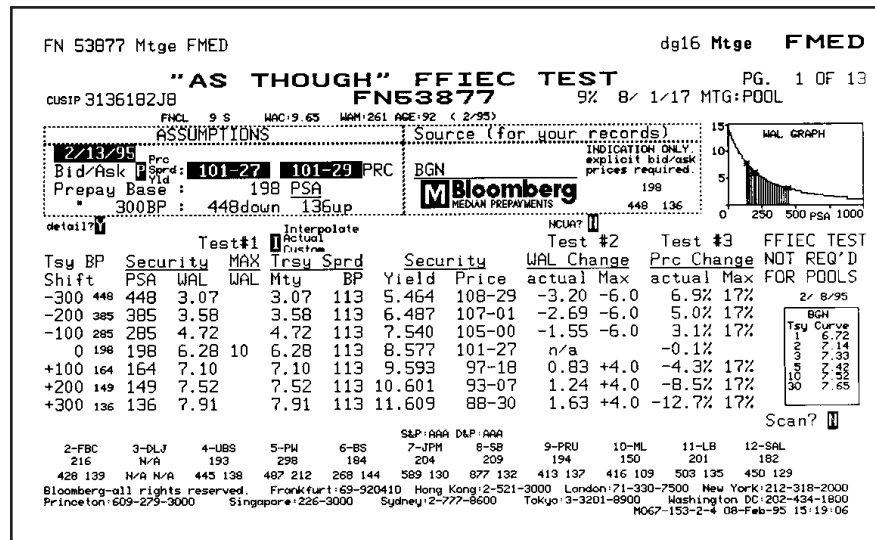 FN 53877 Mtge FMED dg16 Mtge FMED
"AS THOUGH" FFIEC TEST PG. 1 OF 13
CUSIP 3136182J8 FN53877 9% 8/ 1/17 MTG:POOL
FNCL 9 S WAC:9.65 WAM:261 AGE:92 ( 2/95)
ASSUMPTIONS Source (for your records) WAL GRAPH
2/13/95 INDICATION ONLY.
Bid/Ask P Prc Sprd: Yld 101-27 101-29 PRC BGN explicit bid/ask prices required.
Prepay Base : 198 PSA M Bloomberg 198
" 300BP : 448down 136up MEDIAN PREPAYMENTS 448 136
15 10 5 0 250 500 PSA 1000
detail? Y NCUA? N
Test#1 I Interpolate Actual Custom Test #2 Test #3 FFIEC TEST
Tsy BP Security MAX Trsy Sprd Security WAL Change Prc Change NOT REQ'D
Shift PSA WAL WAL Mty BP Yield Price actual Max actual Max FOR POOLS
-300 448 448 3.07 3.07 113 5.464 108-29 -3.20 -6.0 6.9% 17% 2/ 8/95
-200 385 385 3.58 3.58 113 6.487 107-01 -2.69 -6.0 5.0% 17%
-100 285 285 4.72 4.72 113 7.540 105-00 -1.55 -6.0 3.1% 17%
0 198 198 6.28 10 6.28 113 8.577 101-27 n/a -0.1%
+100 164 164 7.10 7.10 113 9.593 97-18 0.83 +4.0 -4.3% 17%
+200 149 149 7.52 7.52 113 10.601 93-07 1.24 +4.0 -8.5% 17%
+300 136 136 7.91 7.91 113 11.609 88-30 1.63 +4.0 -12.7% 17%
BGN
Tsy Curve
1 6.72
2 7.14
3 7.33
5 7.42
10 7.52
30 7.65
Scan? N
S&P:AAA D&P:AAA
2-FBC 3-DLJ 4-UBS 5-PW 6-BS 7-JPM 8-SB 9-PRU 10-ML 11-LB 12-SAL
216 N/A 193 298 184 204 209 194 150 201 182
428 139 N/A N/A 445 138 487 212 268 144 589 130 877 132 413 137 416 109 503 135 450 129
Bloomberg-all rights reserved. Frankfurt:69-920410 Hong Kong:2-521-3000 London:71-330-7500 New York:212-318-2000
Princeton:609-279-3000 Singapore:226-3000 Sydney:2-777-8600 Tokyo:3-3201-8900 Washington DC:202-434-1800
M067-153-2-4 08-Feb-95 15:19:06